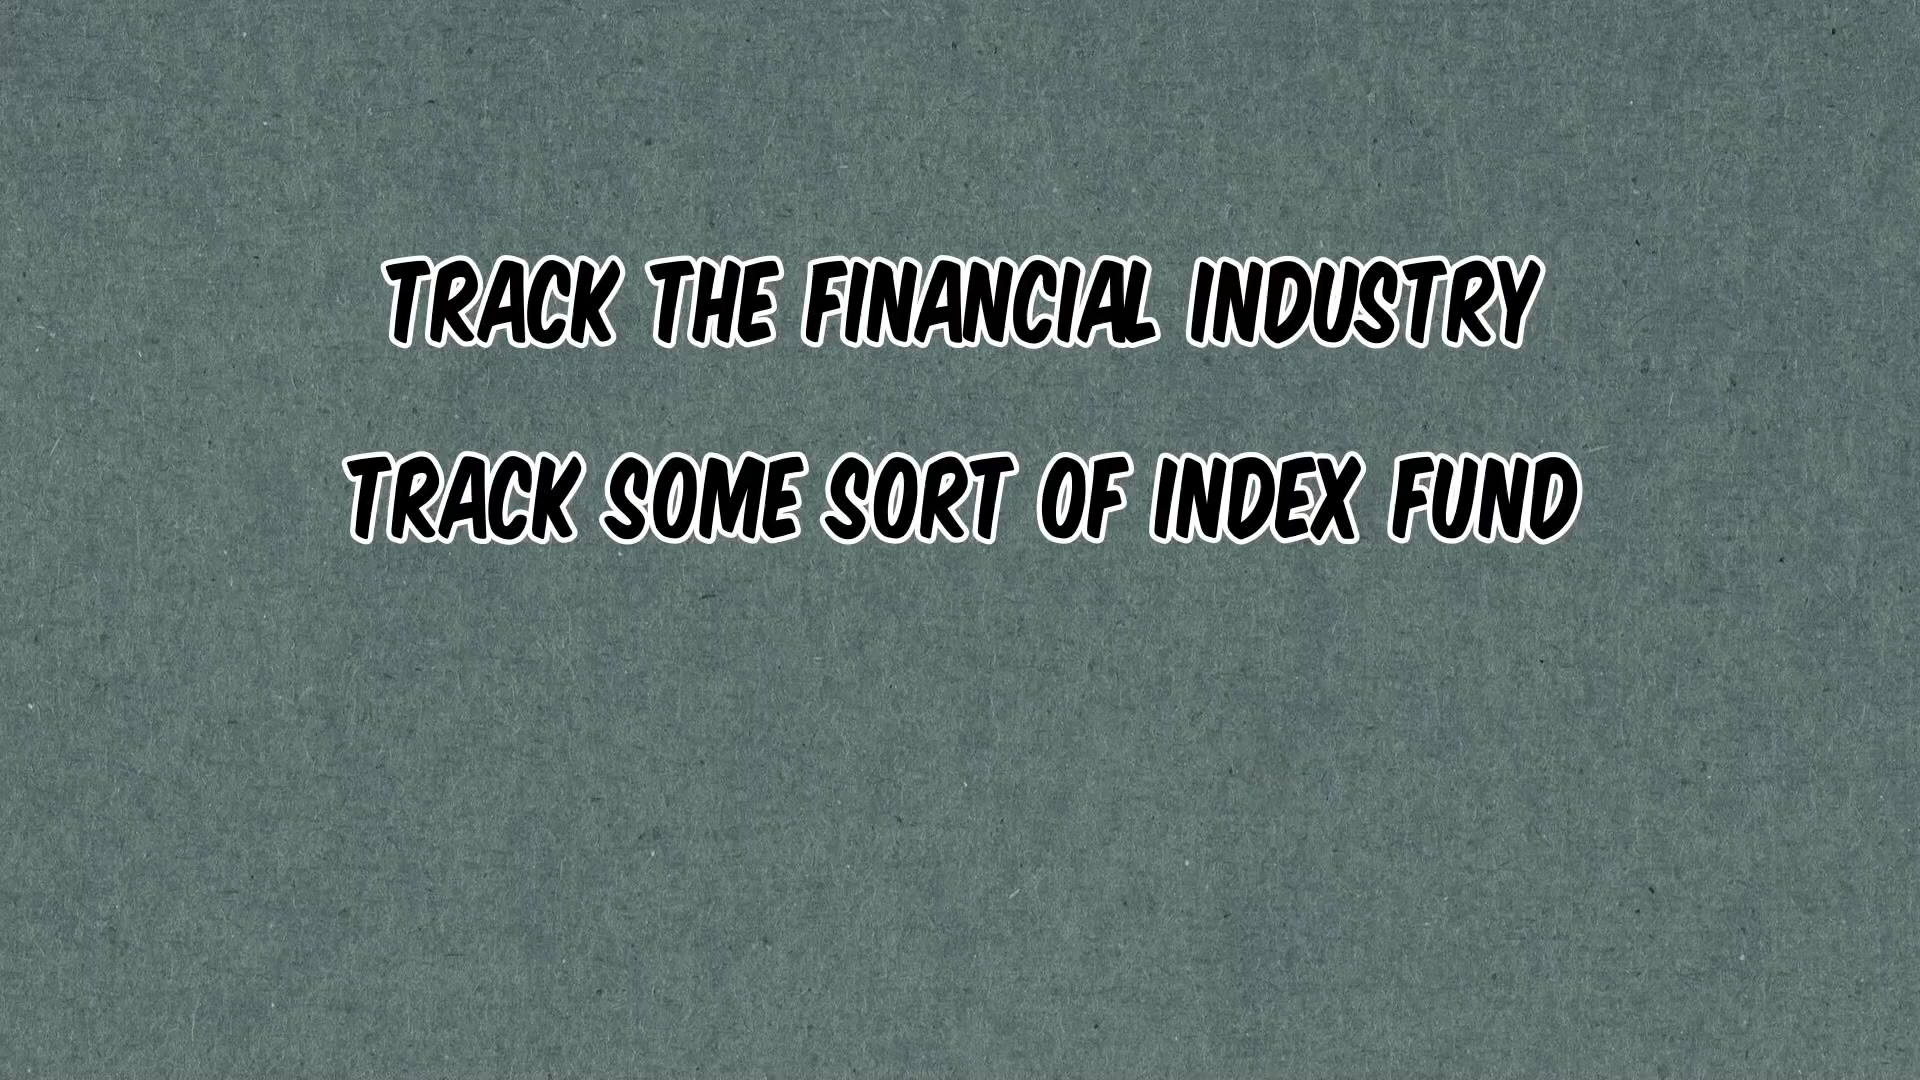 TRACK THE FINANCIAL INDUSTRY
TRACK SOME SORT OF INDEX FUND